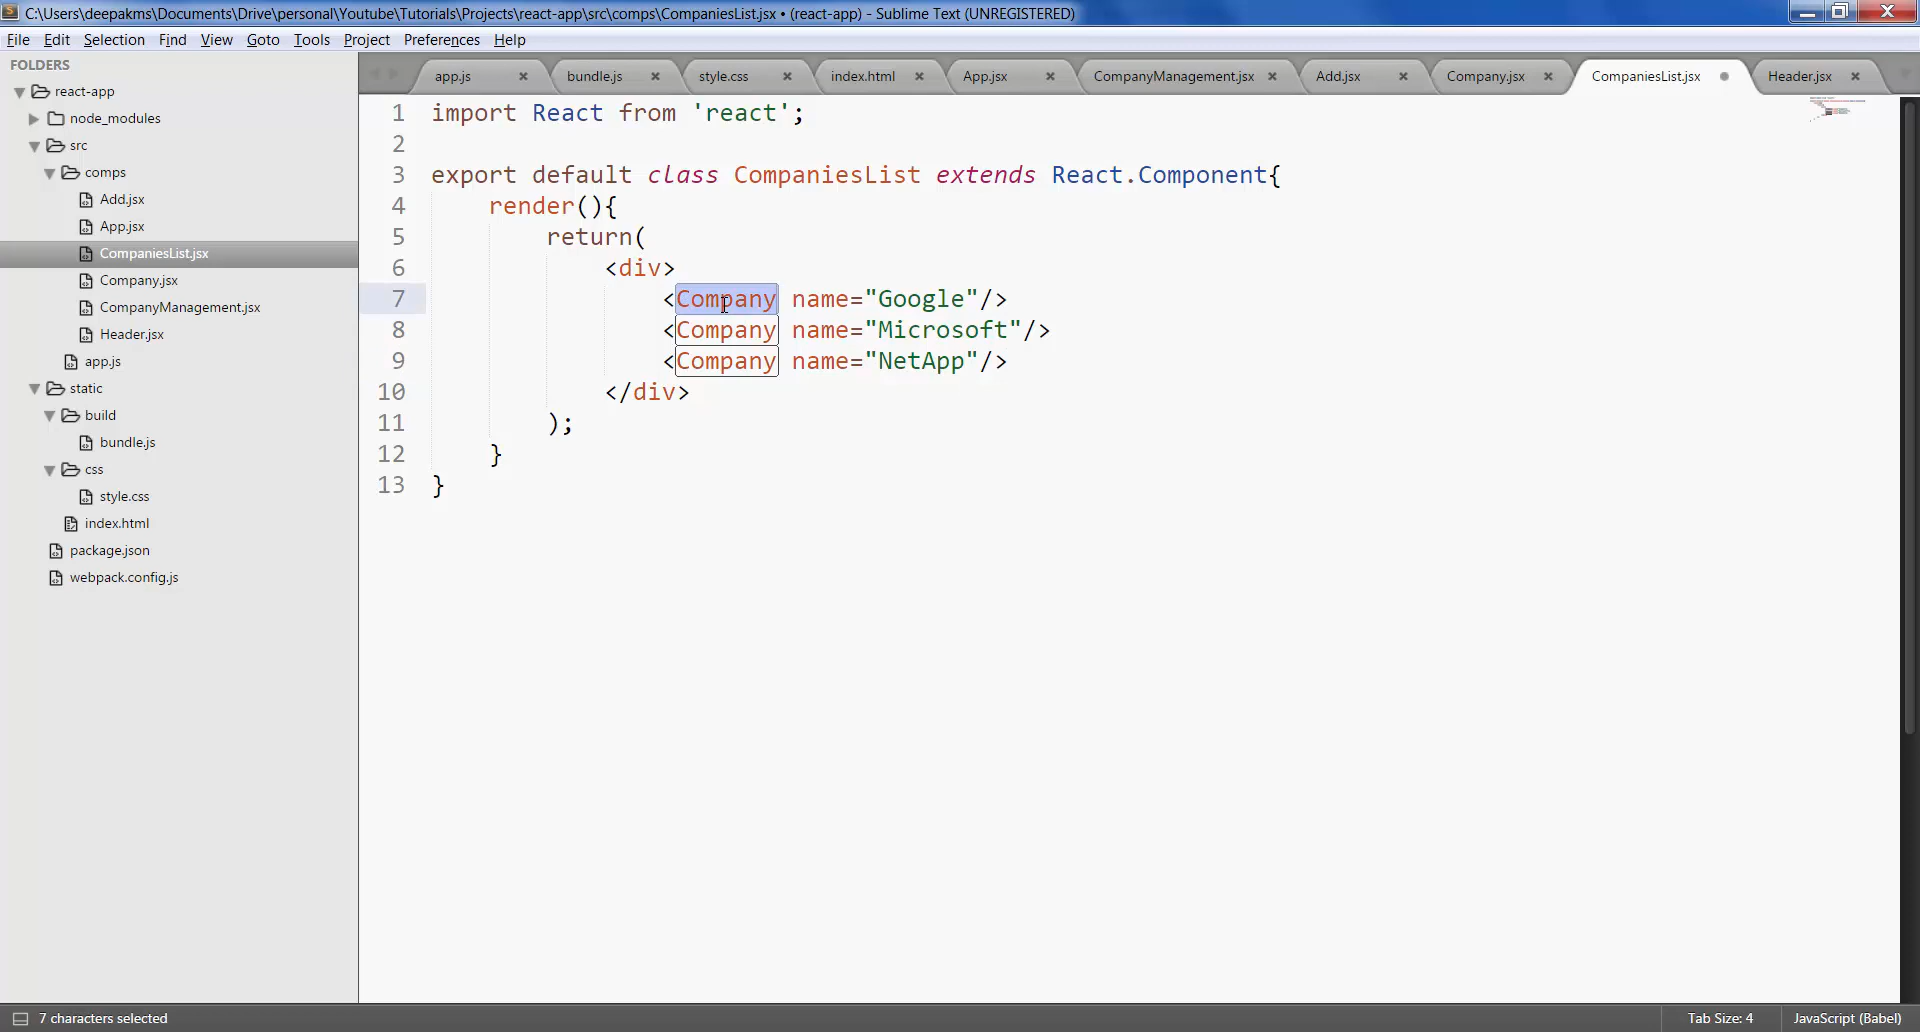 C:\Users\deepakms\Documents\Drive\personal\Youtube\Tutorials\Projects\react-app\src\comps\CompaniesList.jsx • (react-app) - Sublime Text (UNREGISTERED)
File Edit Selection Find View Goto Tools Project Preferences Help
FOLDERS
react-app
node_modules
src
comps
Add.jsx
App.jsx
CompaniesList.jsx
Company.jsx
CompanyManagement.jsx
Header.jsx
app.js
static
build
bundle.js
css
style.css
index.html
package.json
webpack.config.js
app.js bundle.js style.css index.html App.jsx CompanyManagement.jsx Add.jsx Company.jsx CompaniesList.jsx Header.jsx
1 import React from 'react';
2
3 export default class CompaniesList extends React.Component{
4 render(){
5 return(
6 <div>
7 <Company name="Google"/>
8 <Company name="Microsoft"/>
9 <Company name="NetApp"/>
10 </div>
11 );
12 }
13 }
7 characters selected Tab Size: 4 JavaScript (Babel)